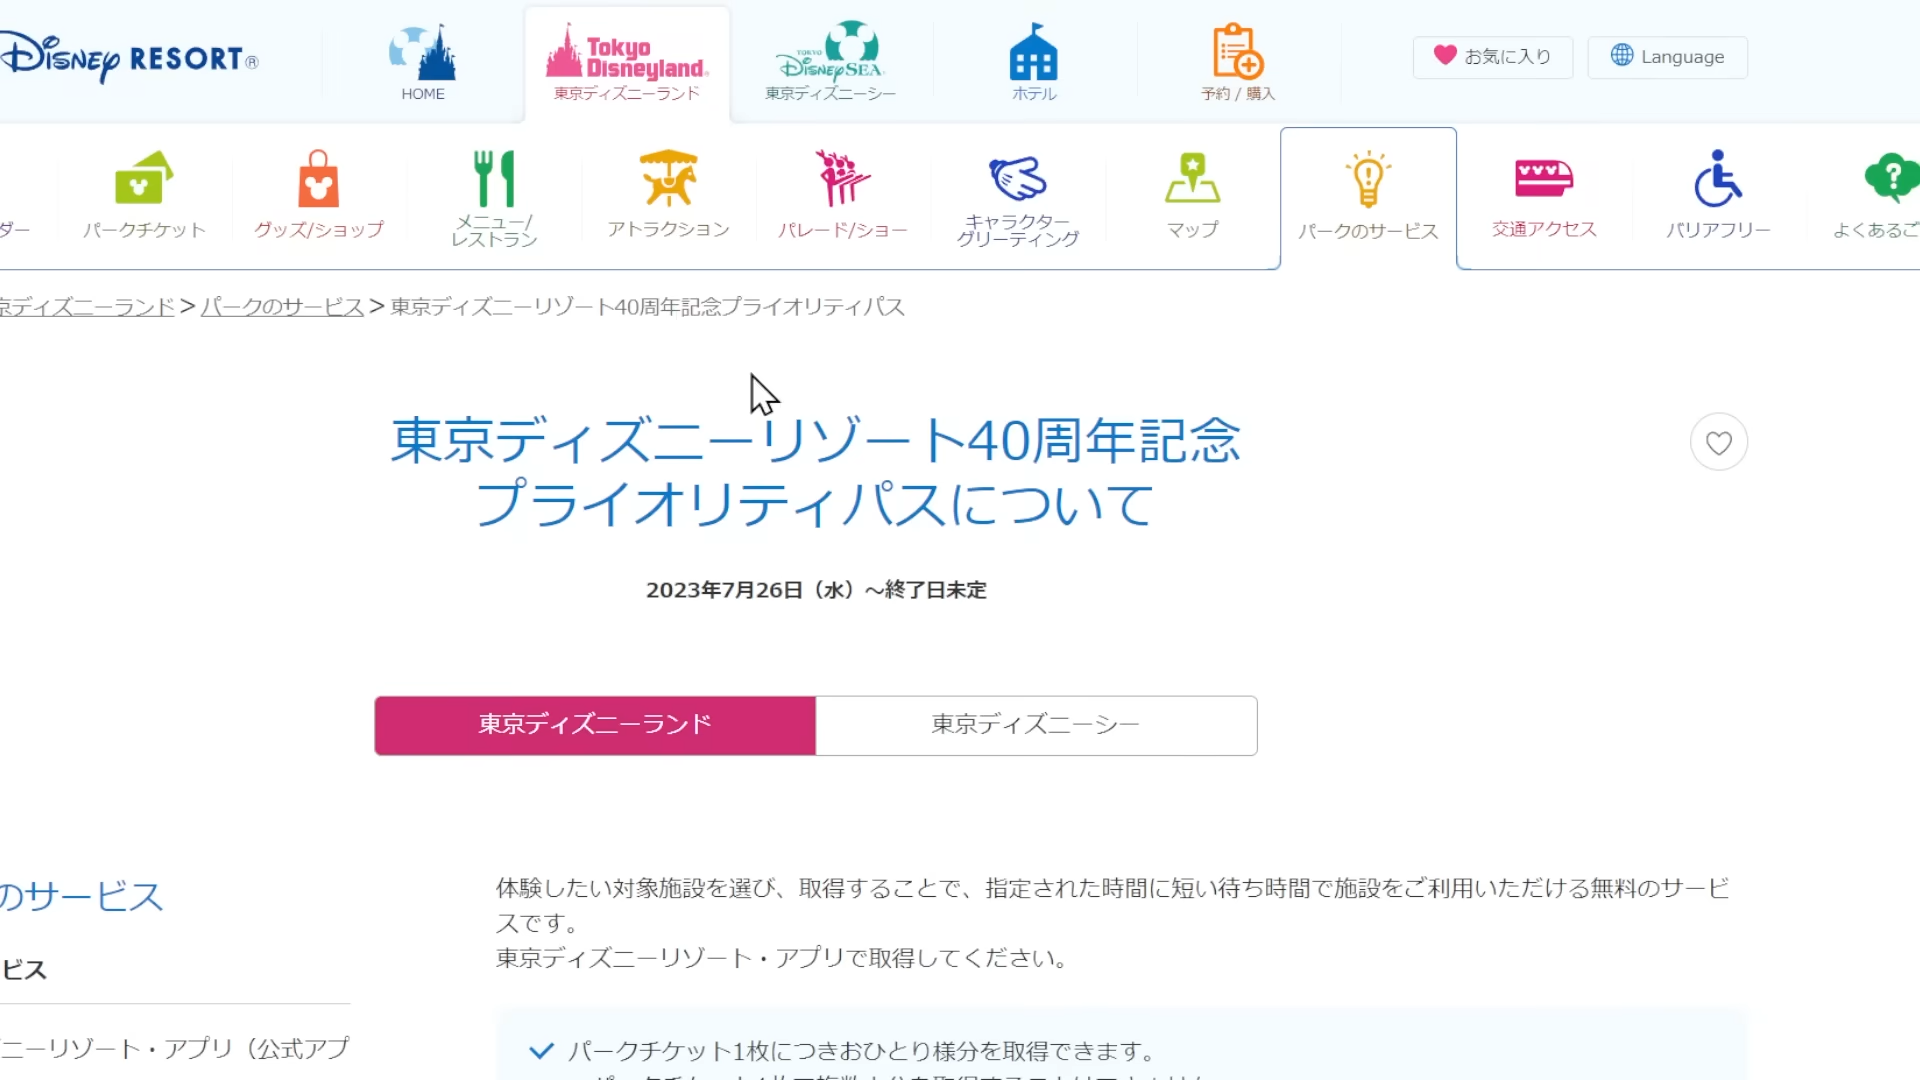 Disney RESORT®
HOME
Tokyo
Disneyland
東京ディズニーランド
TOKYO
DisneySEA
東京ディズニーシー
ホテル
予約 / 購入
お気に入り
Language
ダー
パークチケット
グッズ/ショップ
メニュー/
レストラン
アトラクション
パレード/ショー
キャラクター
グリーティング
マップ
パークのサービス
交通アクセス
バリアフリー
よくあるご
京ディズニーランド > パークのサービス > 東京ディズニーリゾート40周年記念プライオリティパス
東京ディズニーリゾート40周年記念
プライオリティパスについて
2023年7月26日（水）～終了日未定
東京ディズニーランド
東京ディズニーシー
のサービス
ビス
ニーリゾート・アプリ（公式アプ
体験したい対象施設を選び、取得することで、指定された時間に短い待ち時間で施設をご利用いただける無料のサービ
スです。
東京ディズニーリゾート・アプリで取得してください。
パークチケット1枚につきおひとり様分を取得できます。